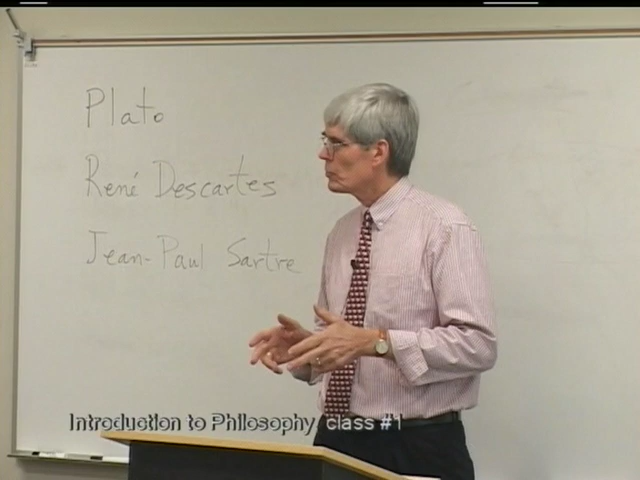 Plato
René Descartes
Jean-Paul Sartre
Introduction to Philosophy, class #1